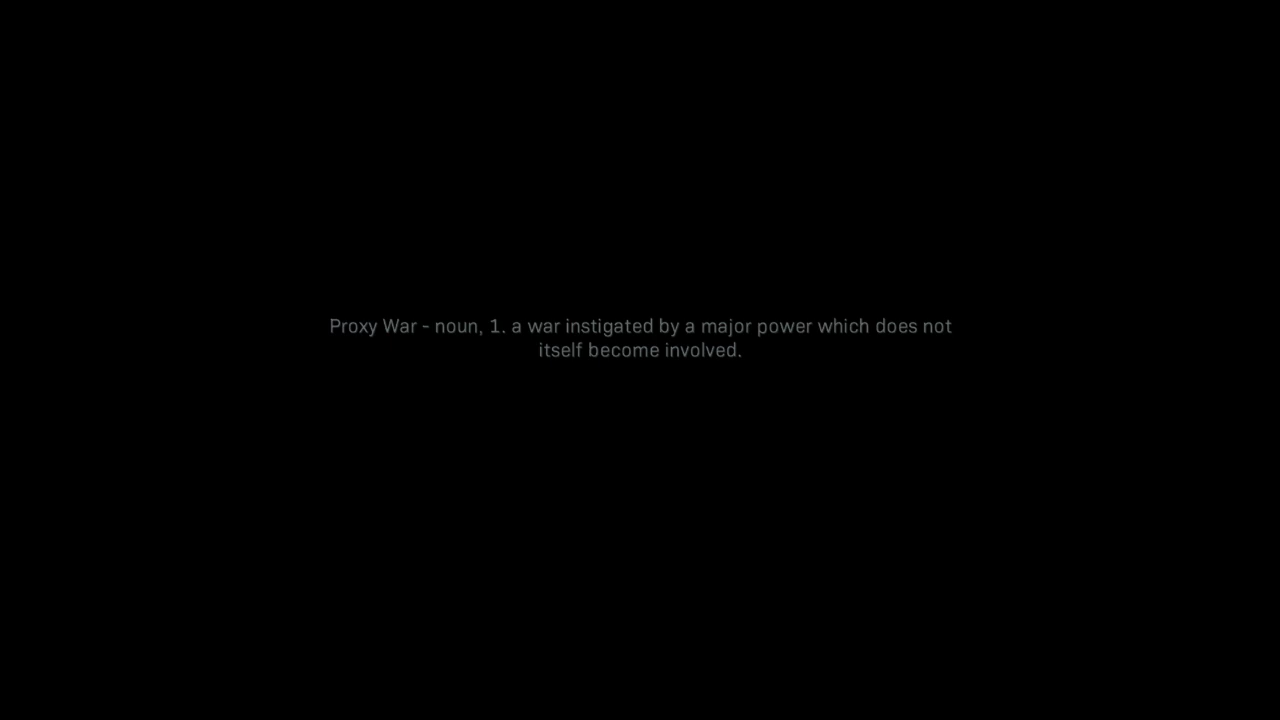 Proxy War - noun, 1. a war instigated by a major power which does not
itself become involved.